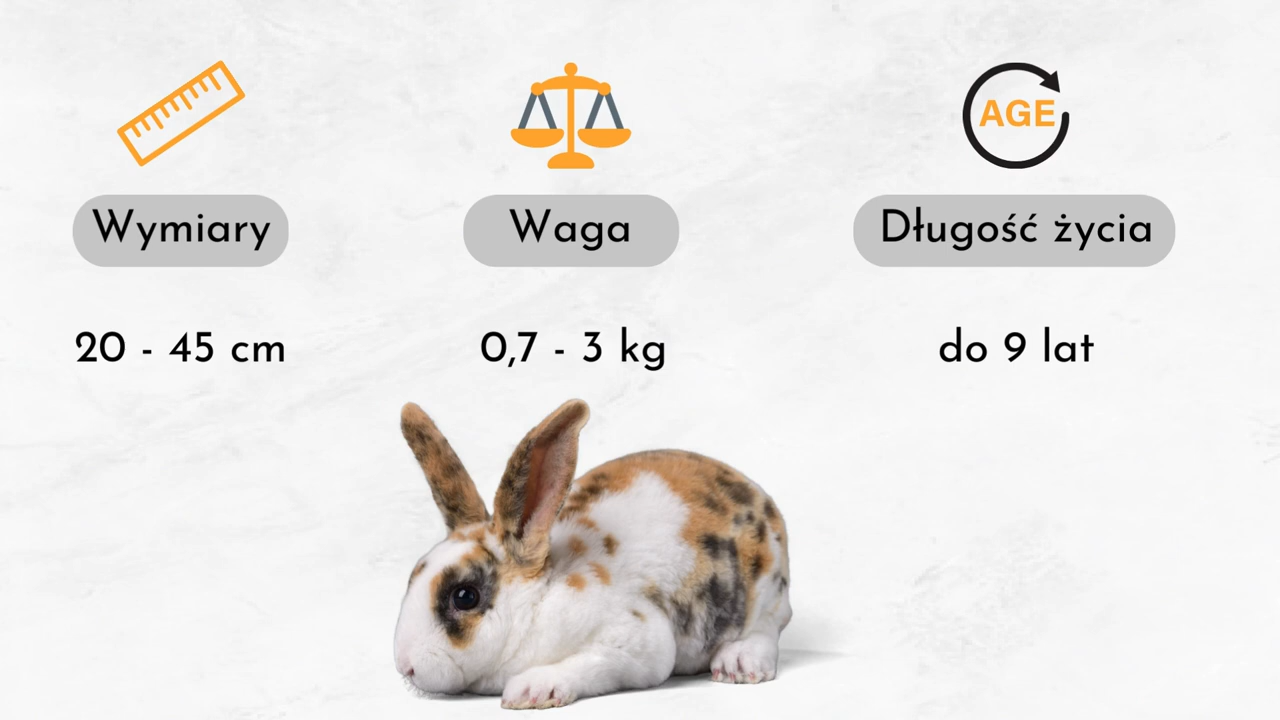 AGE
Wymiary
Waga
Długość życia
20 - 45 cm
0,7 - 3 kg
do 9 lat